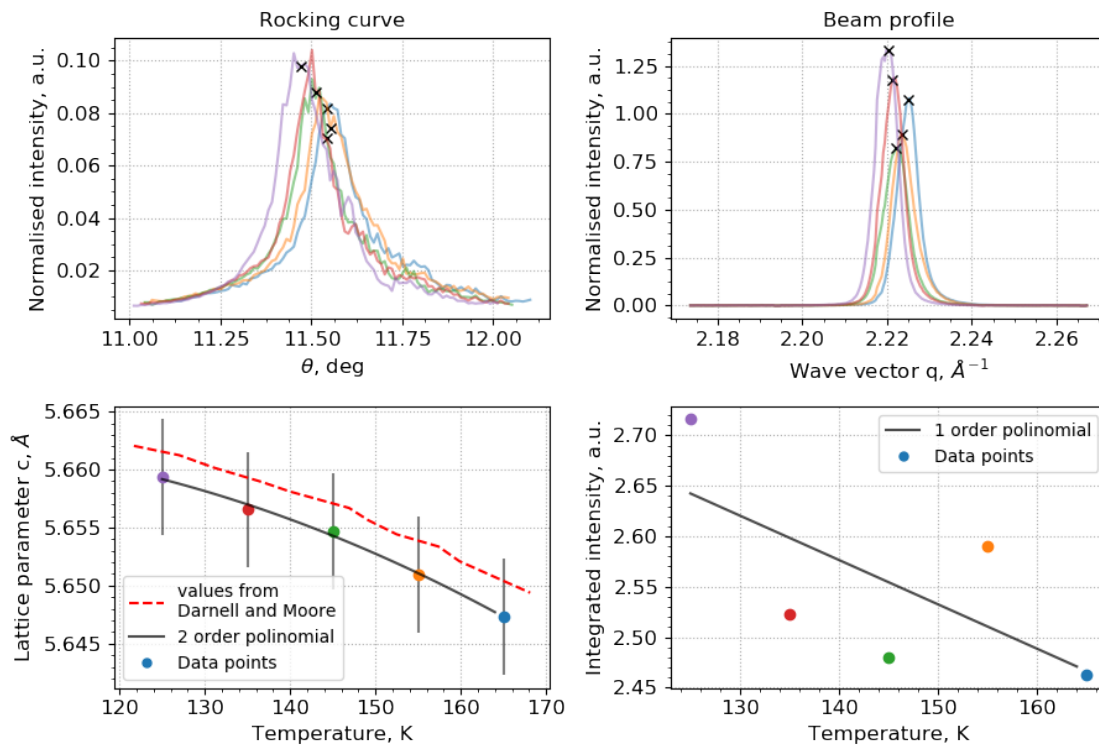 Rocking curve
Normalised intensity, a.u.
0.10
0.08
0.06
0.04
0.02
11.00
11.25
11.50
11.75
12.00
θ, deg
Beam profile
Normalised intensity, a.u.
1.25
1.00
0.75
0.50
0.25
0.00
2.18
2.20
2.22
2.24
2.26
Wave vector q, Å⁻¹
Lattice parameter c, Å
5.665
5.660
5.655
5.650
5.645
values from
Darnell and Moore
2 order polinomial
Data points
120
130
140
150
160
170
Temperature, K
Integrated intensity, a.u.
2.70
2.65
2.60
2.55
2.50
2.45
1 order polinomial
Data points
130
140
150
160
Temperature, K